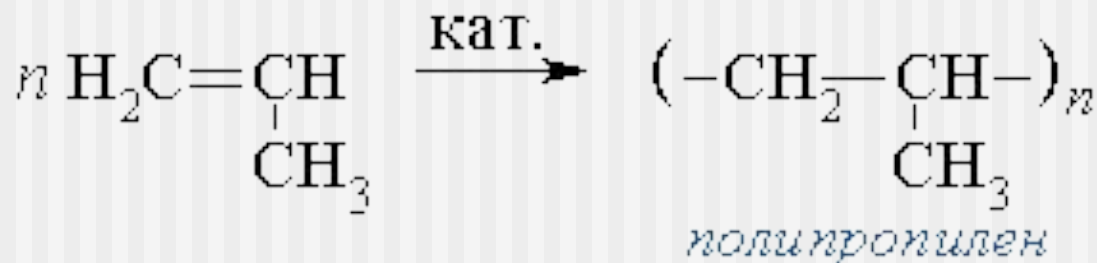 кат.
n H₂C=CH ⟶ (–CH₂–CH–)ₙ
CH₃ CH₃
полипропилен